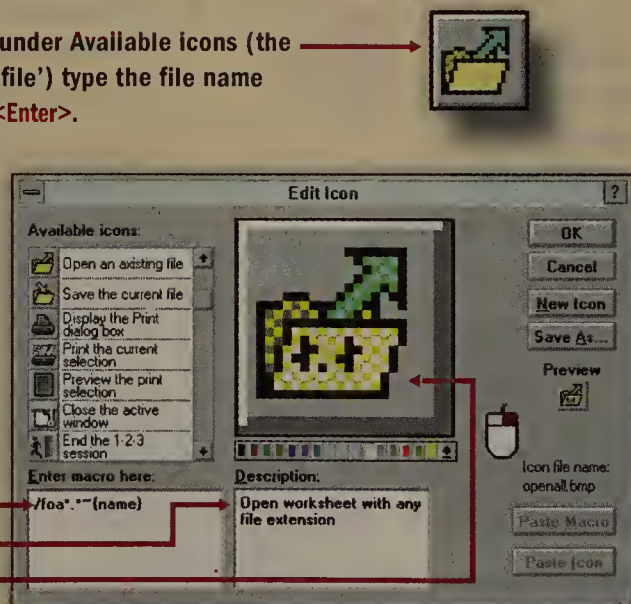 under Available icons (the
file') type the file name
<Enter>.
Edit Icon
?
Available icons:
Open an existing file
Save the current file
Display the Print
dialog box
Print the current
selection
Preview the print
selection
Close the active
window
End the 1-2-3
session
Enter macro here:
/foa*.*~{name}
Description:
Open worksheet with any
file extension
OK
Cancel
New Icon
Save As...
Preview
Icon file name:
openall.bmp
Paste Macro
Paste Icon